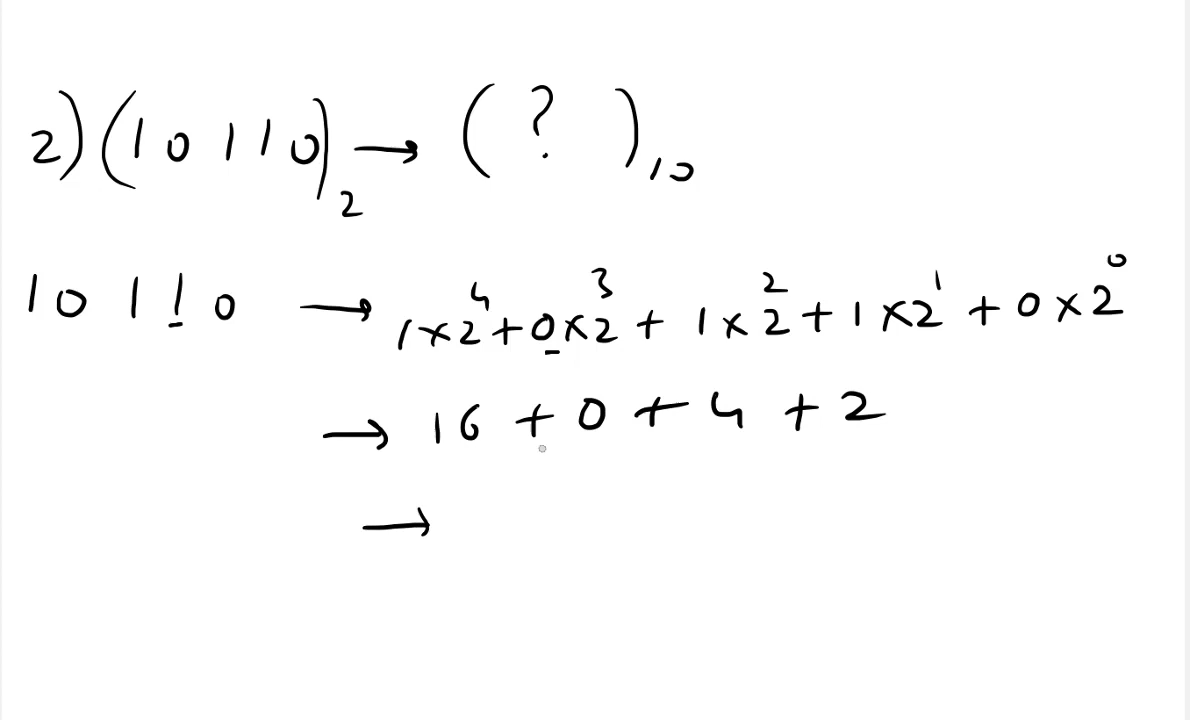 2) (10110)₂ → ( ? )₁₀
10110 → 1×2⁴+0×2³+1×2²+1×2¹+0×2⁰
→ 16+0+4+2
→